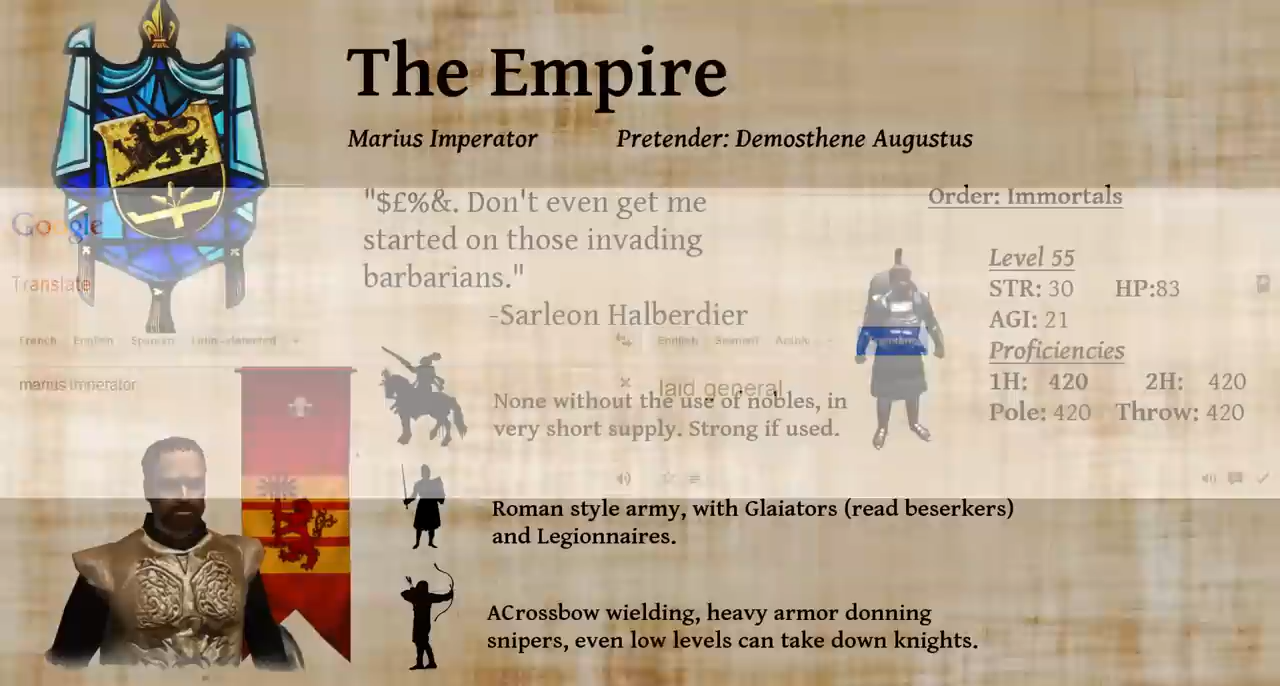 The Empire
Marius Imperator
Pretender: Demosthene Augustus
"$£%&. Don't even get me
started on those invading
barbarians."
-Sarleon Halberdier
Order: Immortals
Level 55
STR: 30 HP:83
AGI: 21
Proficiencies
1H: 420 2H: 420
Pole: 420 Throw: 420
Google
Translate
French English Spanish Latin - detected
English Spanish Arabic
marius imperator
laid general
None without the use of nobles, in
very short supply. Strong if used.
Roman style army, with Glaiators (read beserkers)
and Legionnaires.
ACrossbow wielding, heavy armor donning
snipers, even low levels can take down knights.